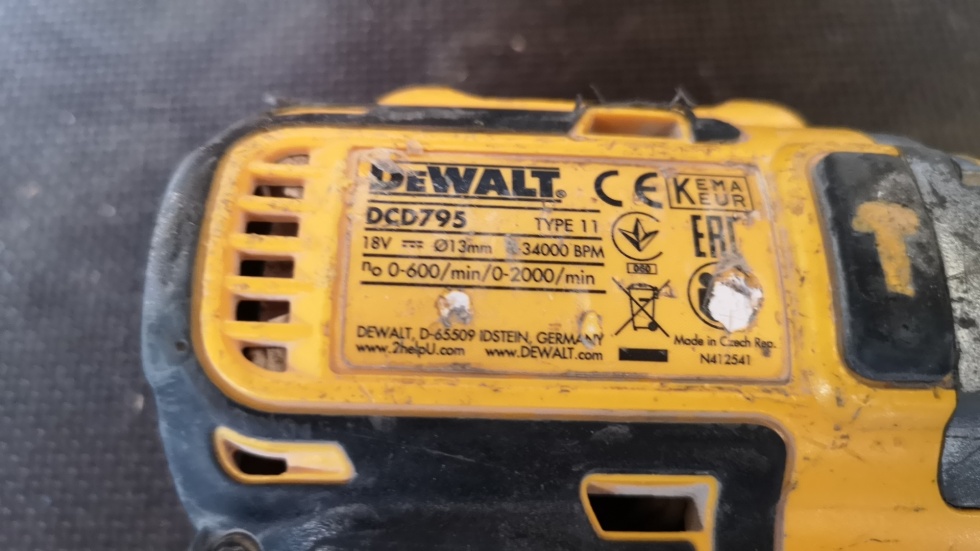 DEWALT®
DCD795 TYPE 11
18V ⎓ Ø13mm -34000 BPM
n₀ 0-600/min/0-2000/min
DEWALT, D-65509 IDSTEIN, GERMANY
www.2helpU.com www.DEWALT.com
CE
KEMA
KEUR
EAC
Made in Czech Rep.
N412541